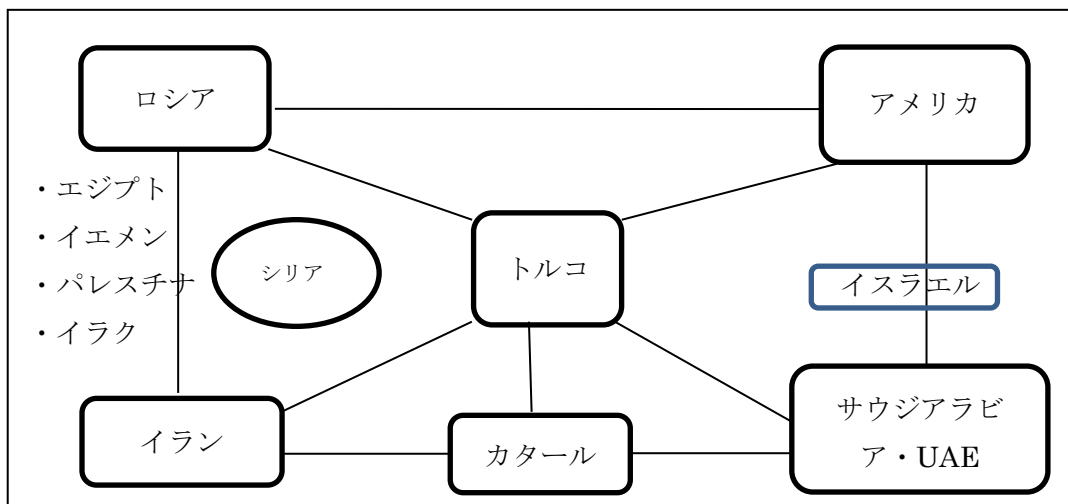 ロシア
アメリカ
・エジプト
・イエメン
・パレスチナ
・イラク
シリア
トルコ
イスラエル
イラン
カタール
サウジアラビ
ア・UAE